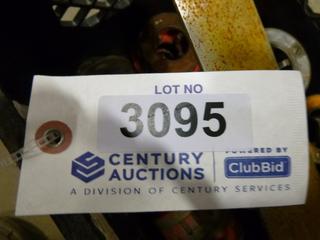 LOT NO
3095
CENTURY
AUCTIONS
POWERED BY
ClubBid
A DIVISION OF CENTURY SERVICES